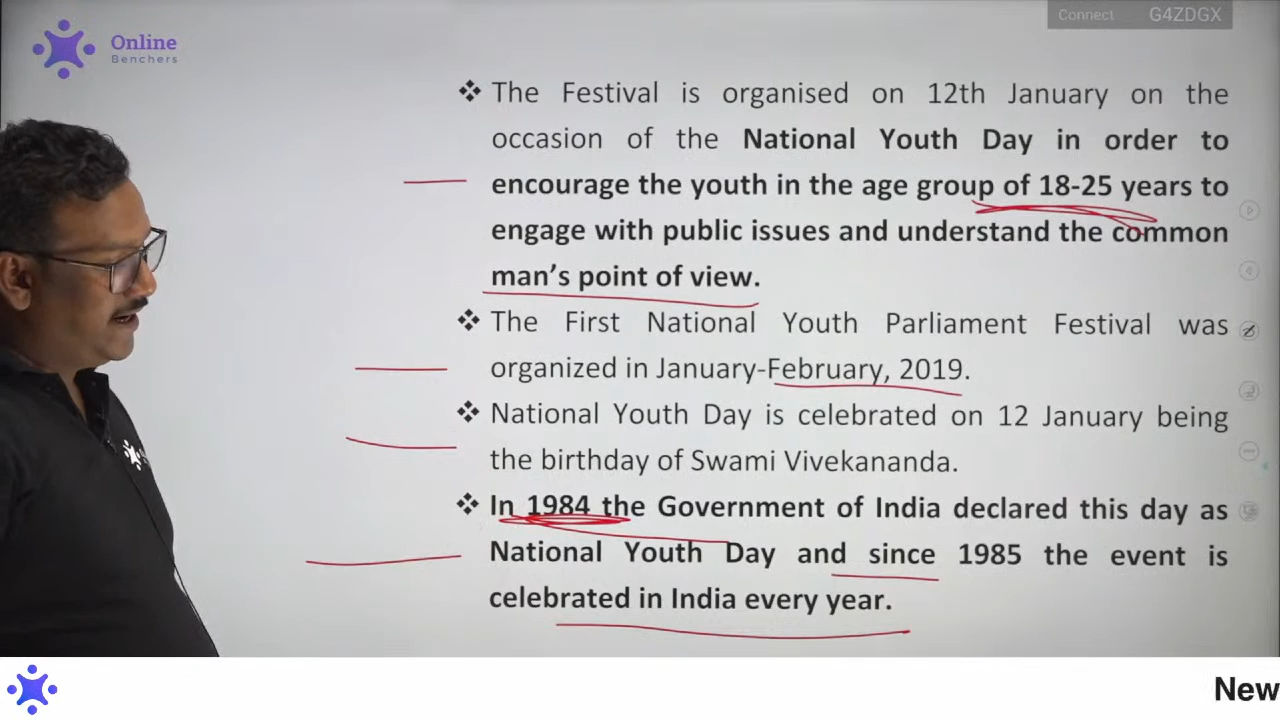 Connect G4ZDGX
Online
Benchers
❖ The Festival is organised on 12th January on the
occasion of the National Youth Day in order to
encourage the youth in the age group of 18-25 years to
engage with public issues and understand the common
man’s point of view.
❖ The First National Youth Parliament Festival was
organized in January-February, 2019.
❖ National Youth Day is celebrated on 12 January being
the birthday of Swami Vivekananda.
❖ In 1984 the Government of India declared this day as
National Youth Day and since 1985 the event is
celebrated in India every year.
New